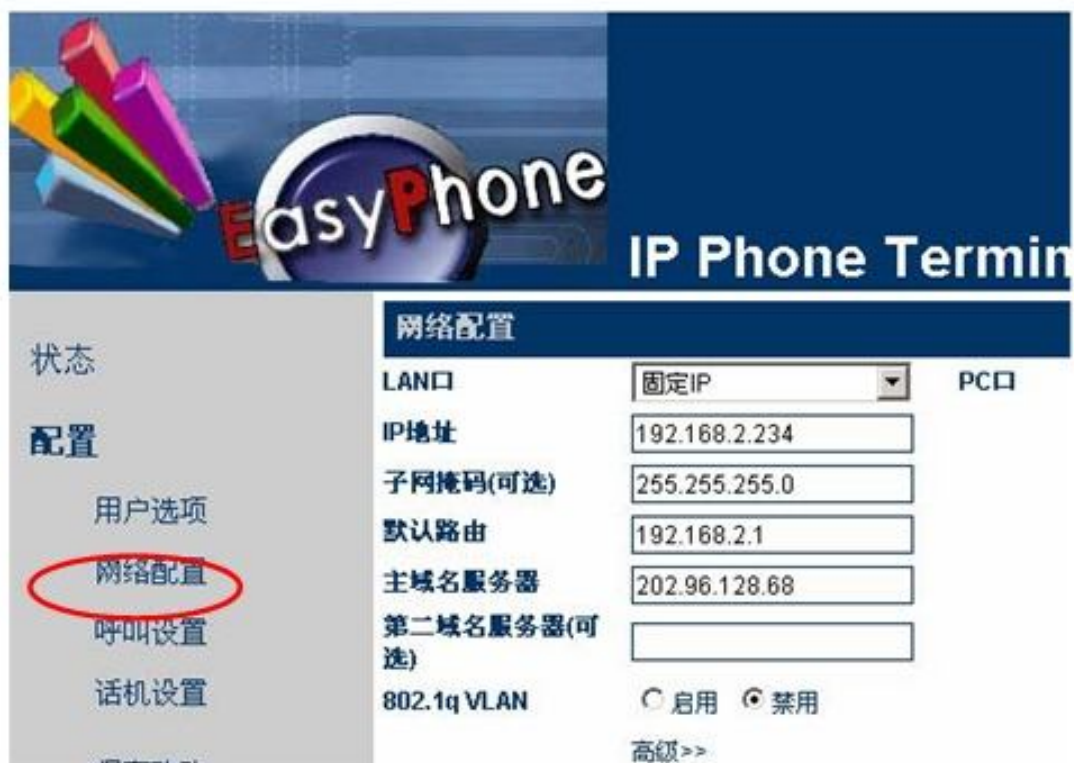 EasyPhone
IP Phone Termin
状态
配置
用户选项
网络配置
呼叫设置
话机设置
网络配置
LAN口 固定IP PC口
IP地址 192.168.2.234
子网掩码(可选) 255.255.255.0
默认路由 192.168.2.1
主域名服务器 202.96.128.68
第二域名服务器(可
选)
802.1q VLAN 启用 禁用
高级>>